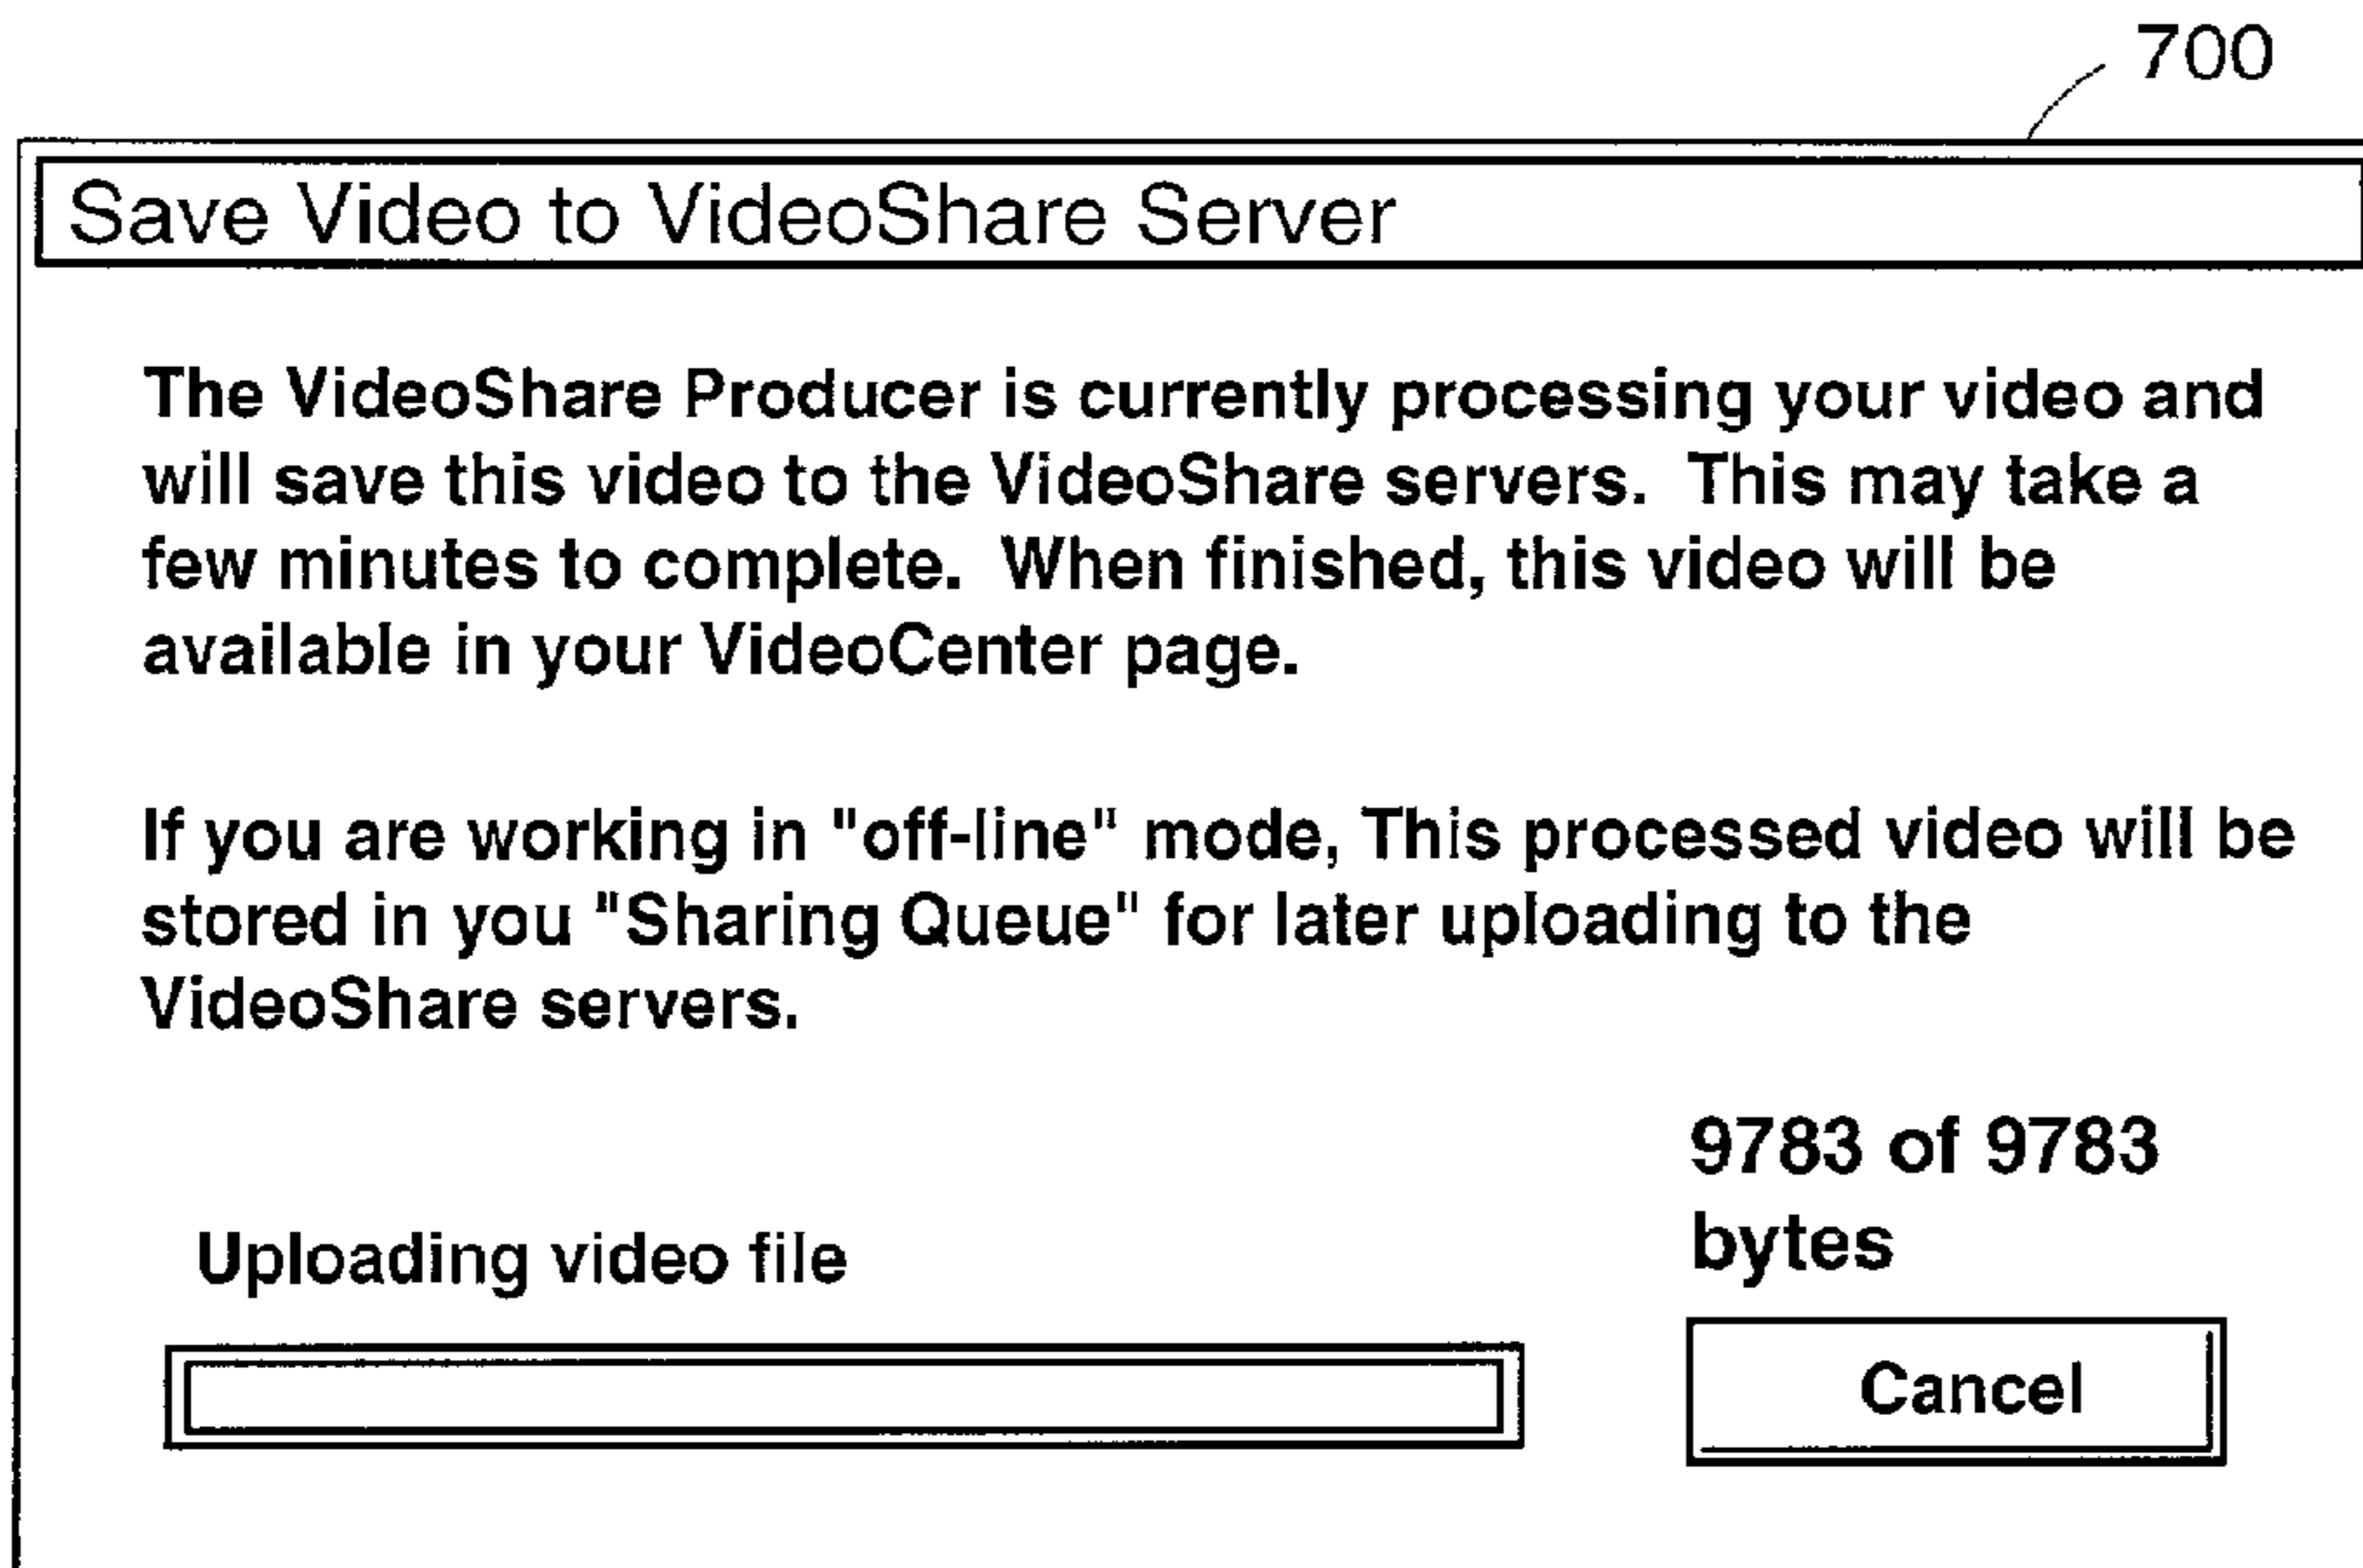 700
Save Video to VideoShare Server
The VideoShare Producer is currently processing your video and
will save this video to the VideoShare servers. This may take a
few minutes to complete. When finished, this video will be
available in your VideoCenter page.
If you are working in "off-line" mode, This processed video will be
stored in you "Sharing Queue" for later uploading to the
VideoShare servers.
9783 of 9783
bytes
Uploading video file
Cancel